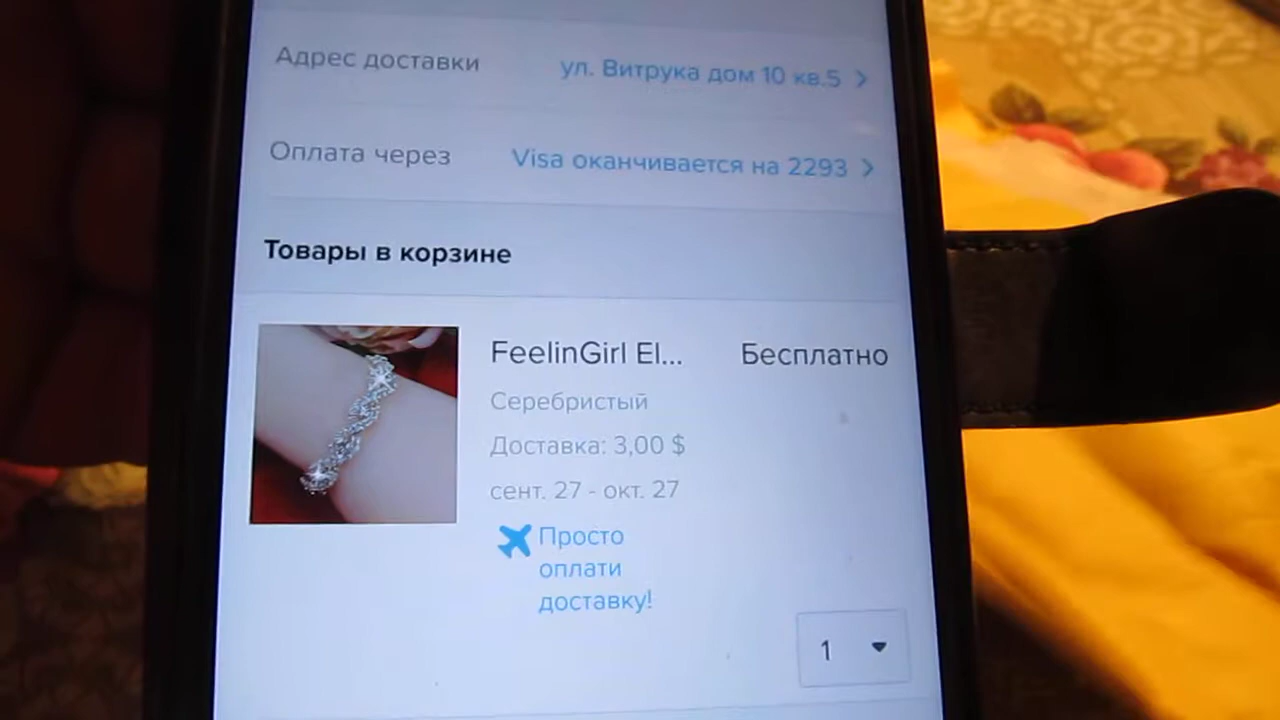 Адрес доставки ул. Витрука дом 10 кв.5
Оплата через Visa оканчивается на 2293
Товары в корзине
FeelinGirl El... Бесплатно
Серебристый
Доставка: 3,00 $
сент. 27 - окт. 27
Просто
оплати
доставку!
1